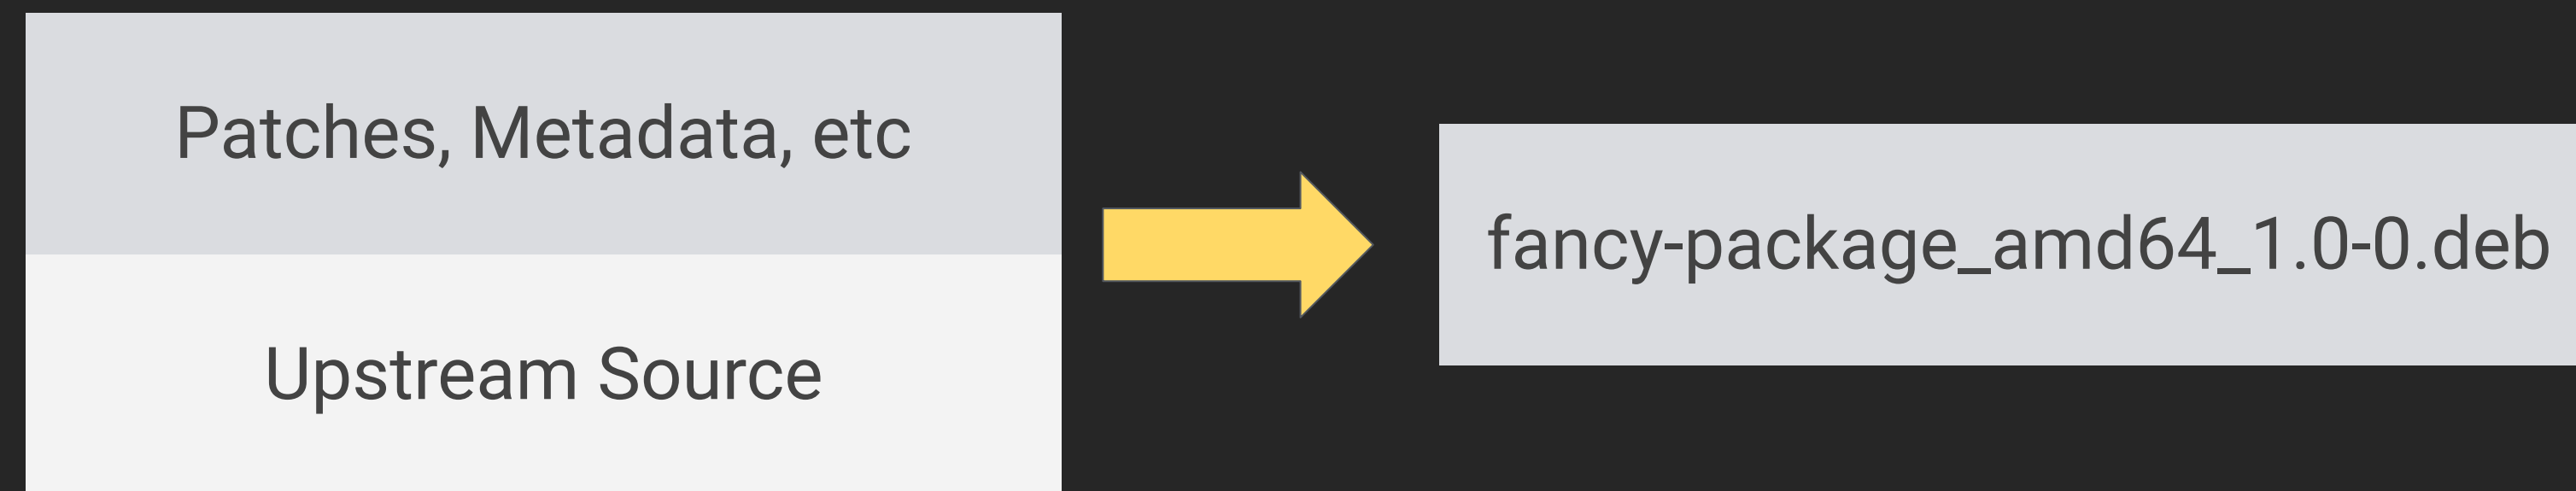 Patches, Metadata, etc
Upstream Source
fancy-package_amd64_1.0-0.deb